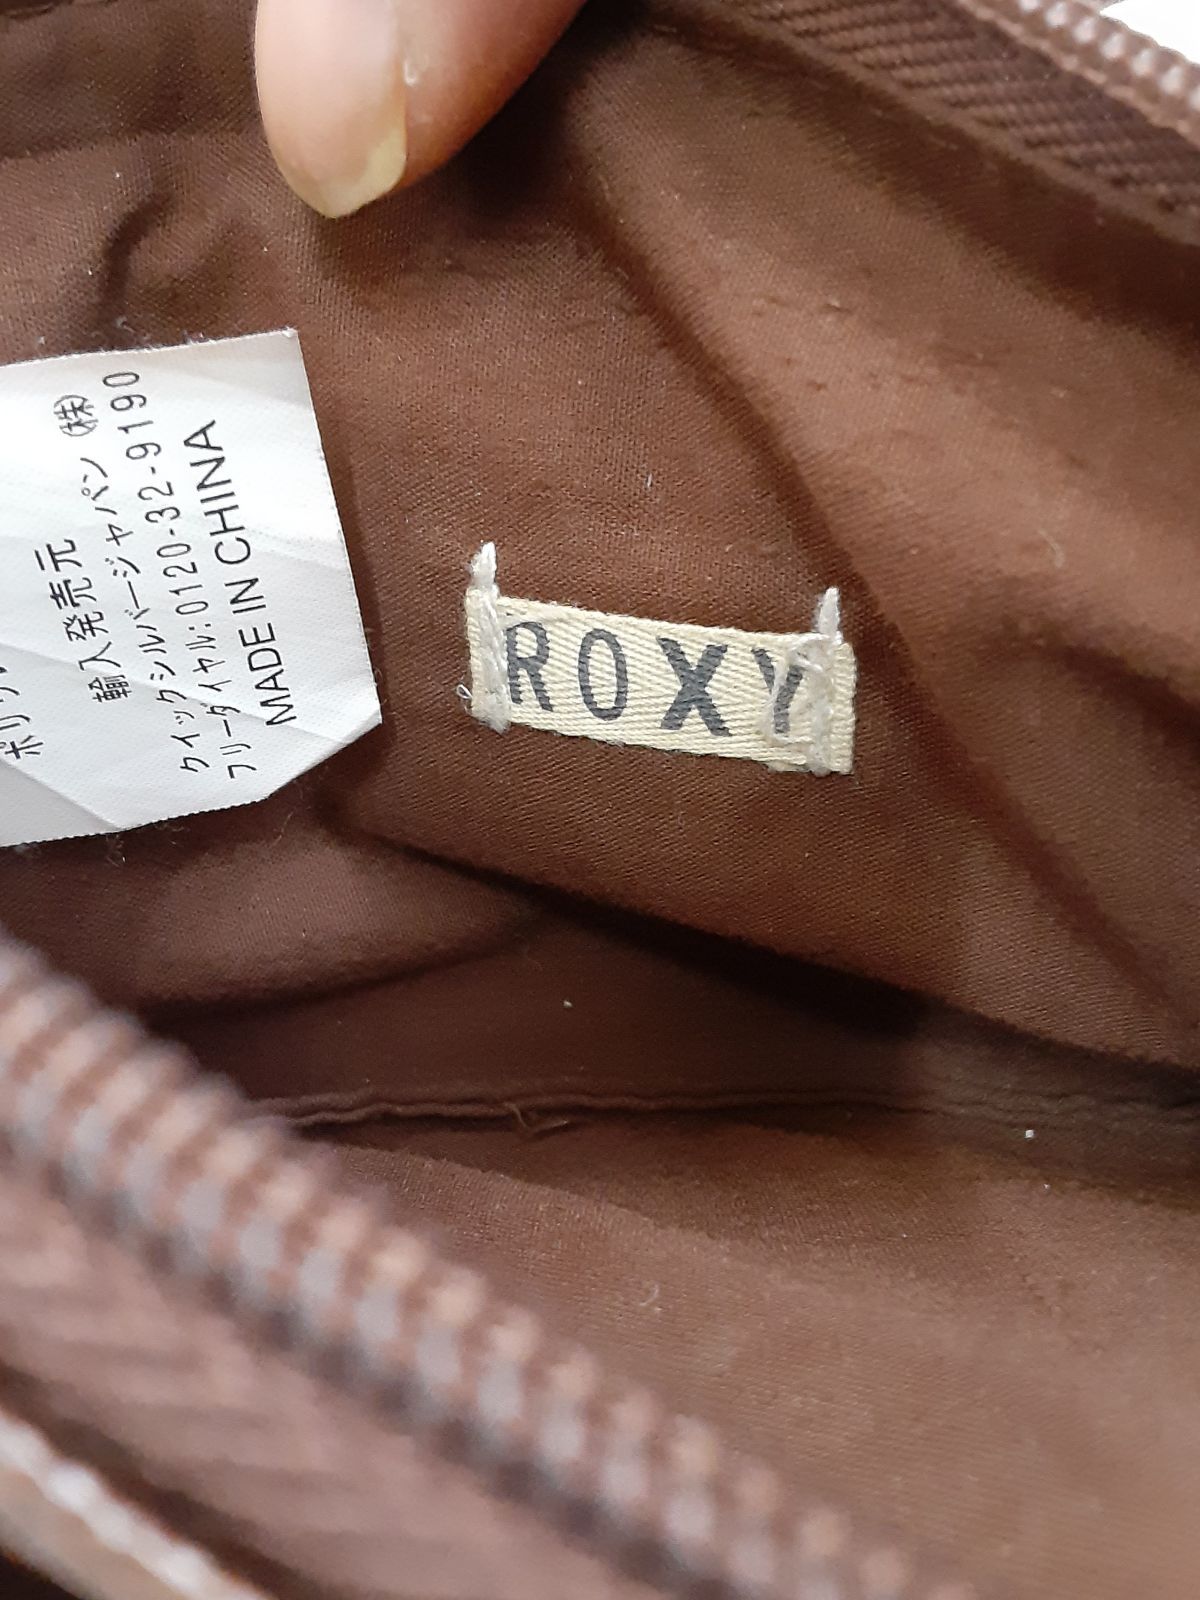 輸入発売元
クイックシルバージャパン㈱
フリーダイヤル:0120-32-9190
MADE IN CHINA
ROXY